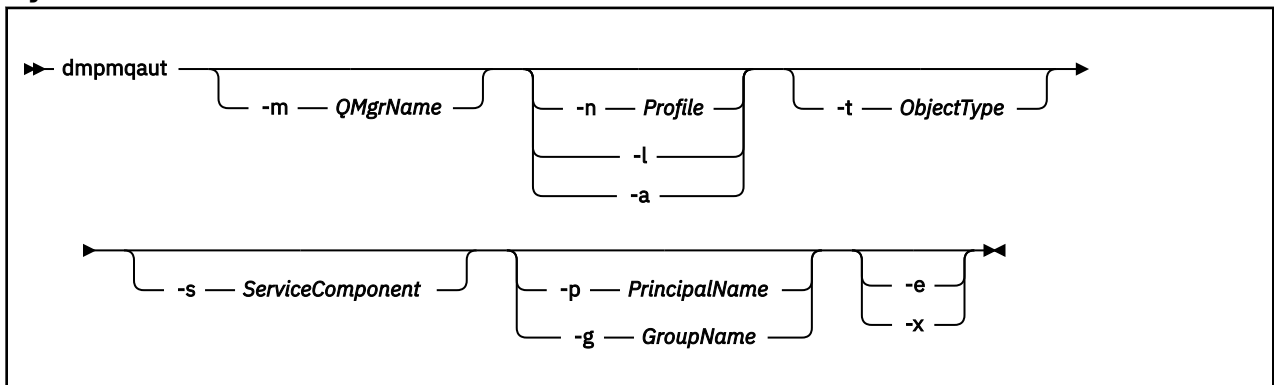 dmpmqaut
-m QMgrName
-n Profile
-t ObjectType
-l
-a
-s ServiceComponent
-p PrincipalName
-e
-x
-g GroupName